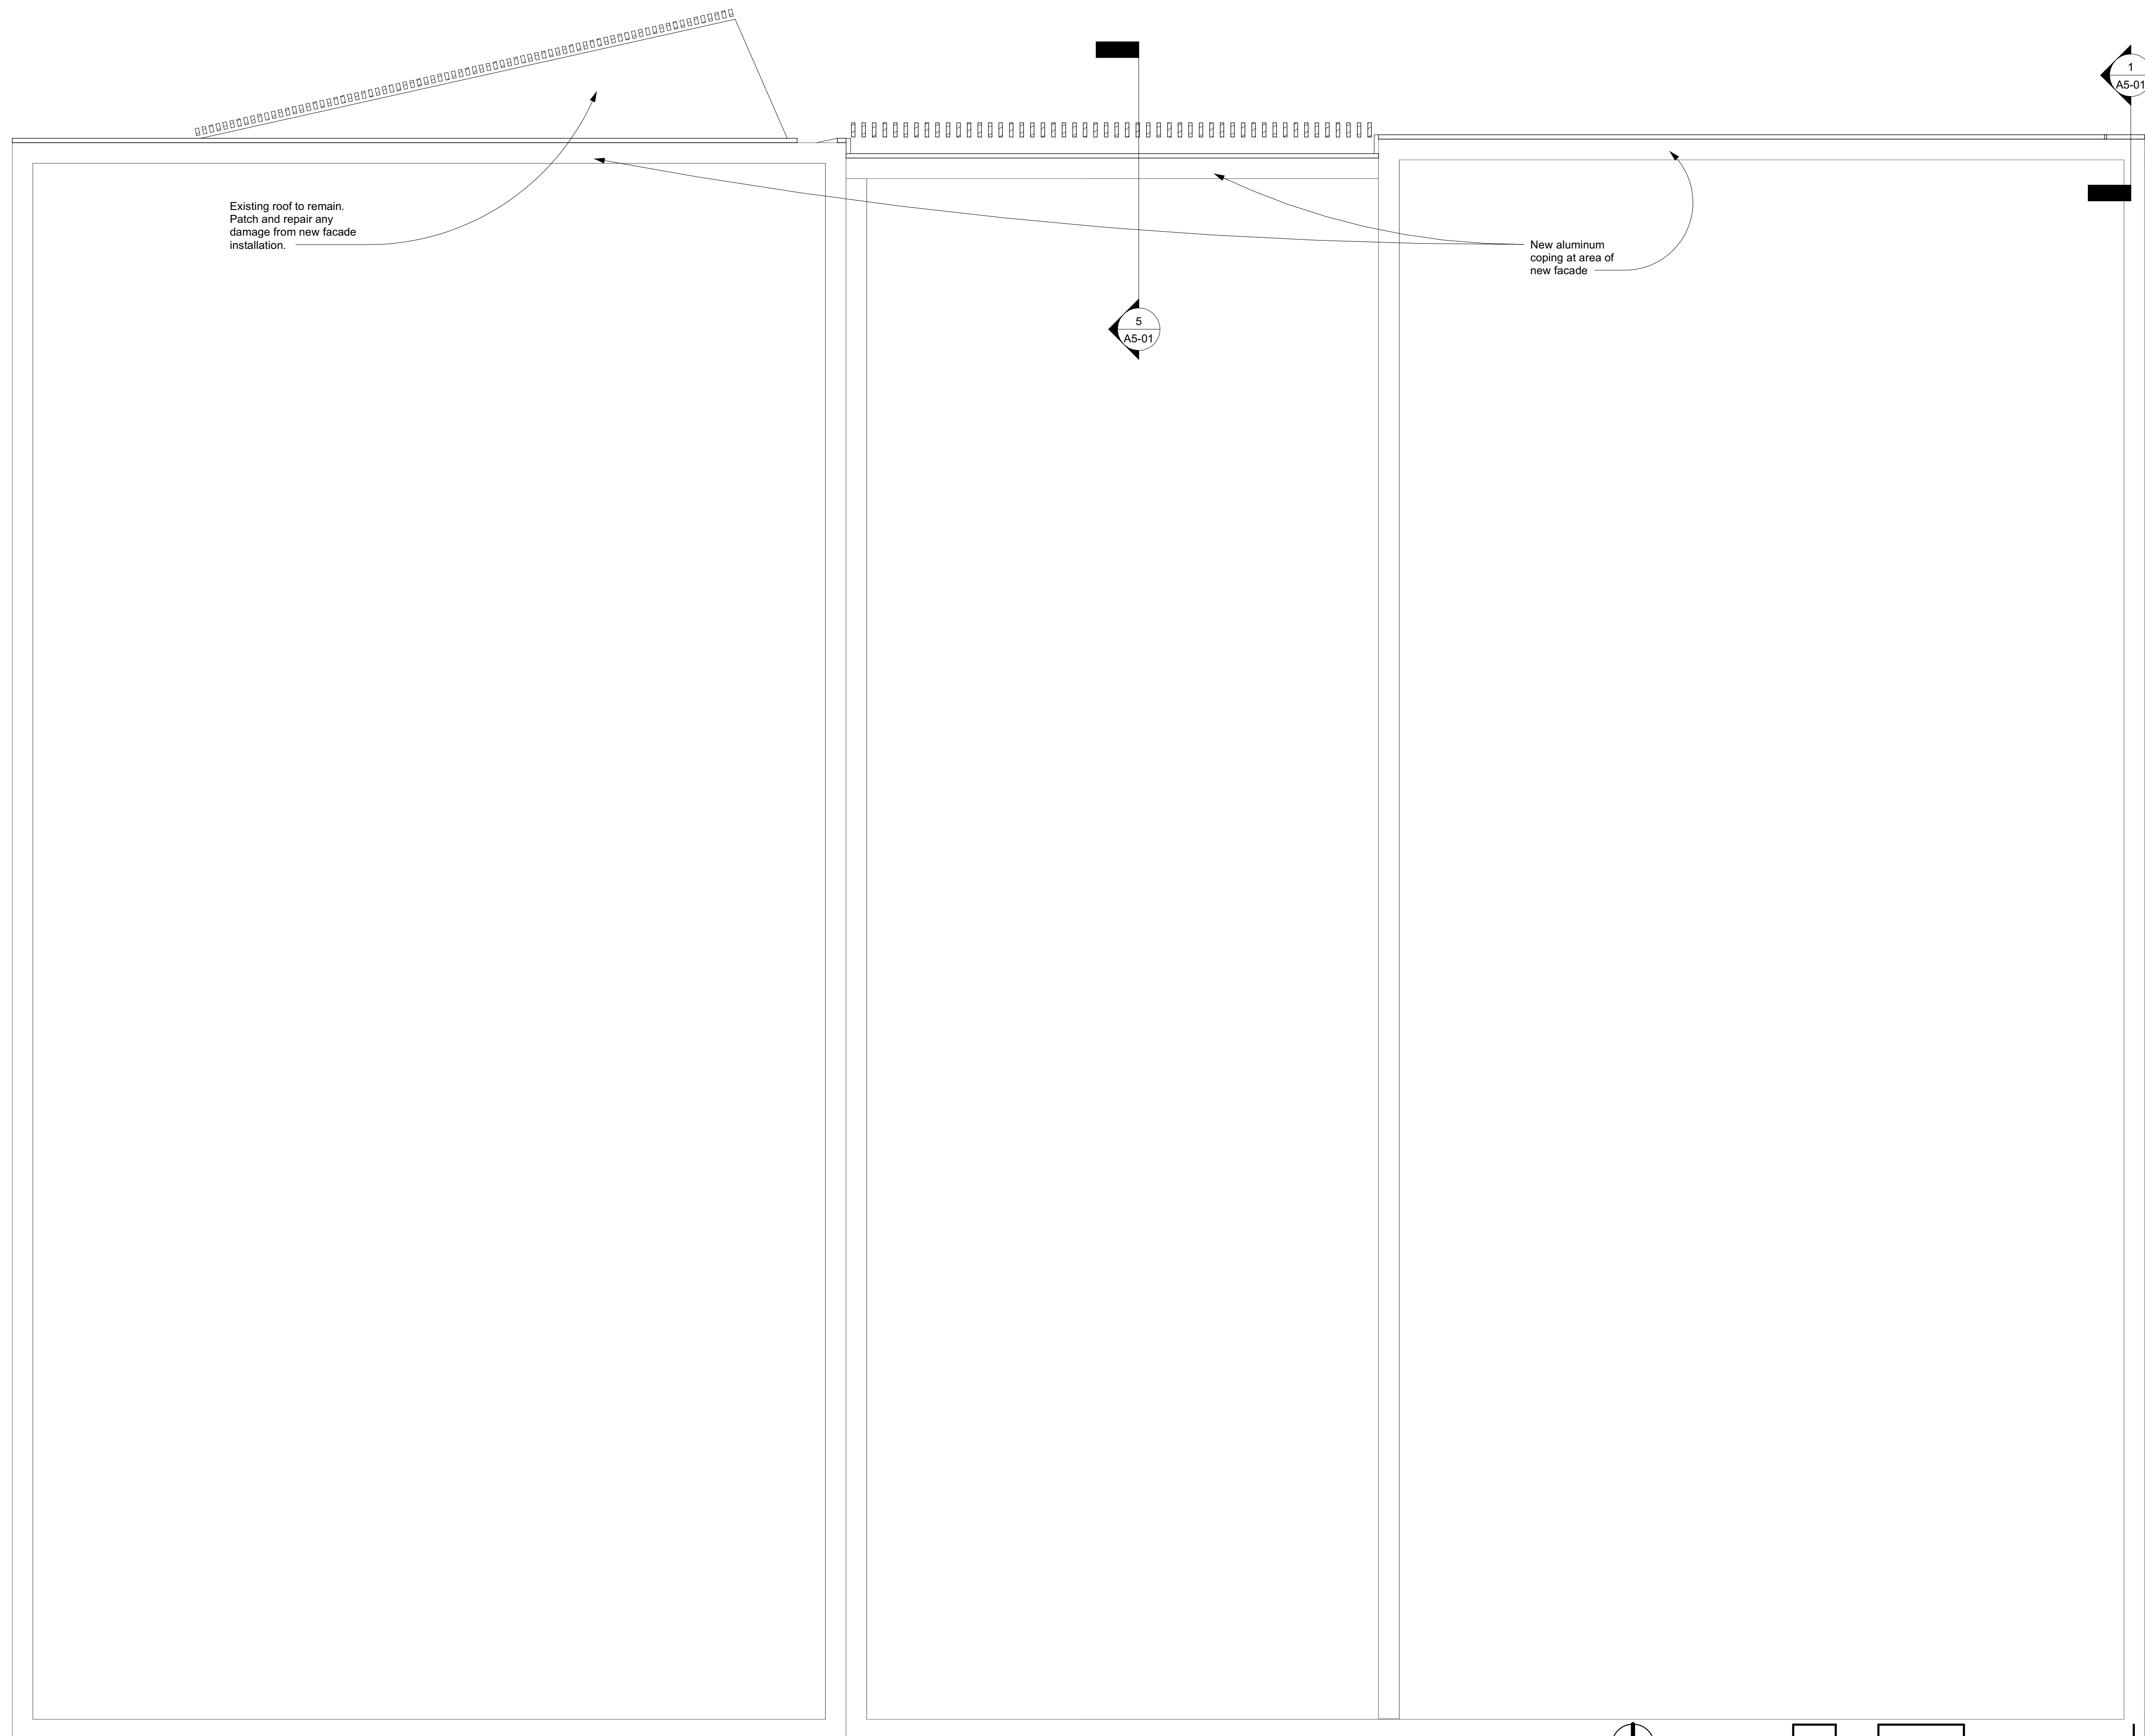 1
A5-01
Existing roof to remain.
Patch and repair any
damage from new facade
installation.
New aluminum
coping at area of
new facade
5
A5-01